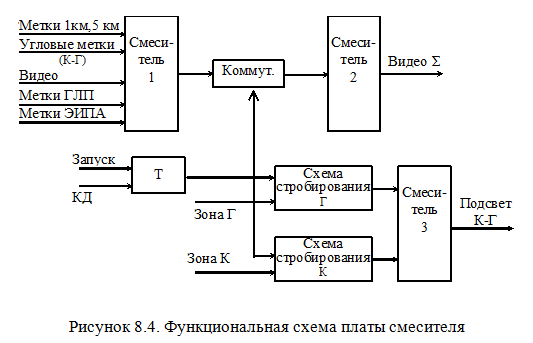 Метки 1км,5 км
Угловые метки
(К-Г)
Видео
Метки ГЛП
Метки ЭИПА
Смеси-
тель
1
Коммут.
Смеси-
тель
2
Видео Σ
Запуск
КД
Т
Зона Г
Схема
стробирования
Г
Зона К
Схема
стробирования
К
Смеси-
тель
3
Подсвет
К-Г
Рисунок 8.4. Функциональная схема платы смесителя